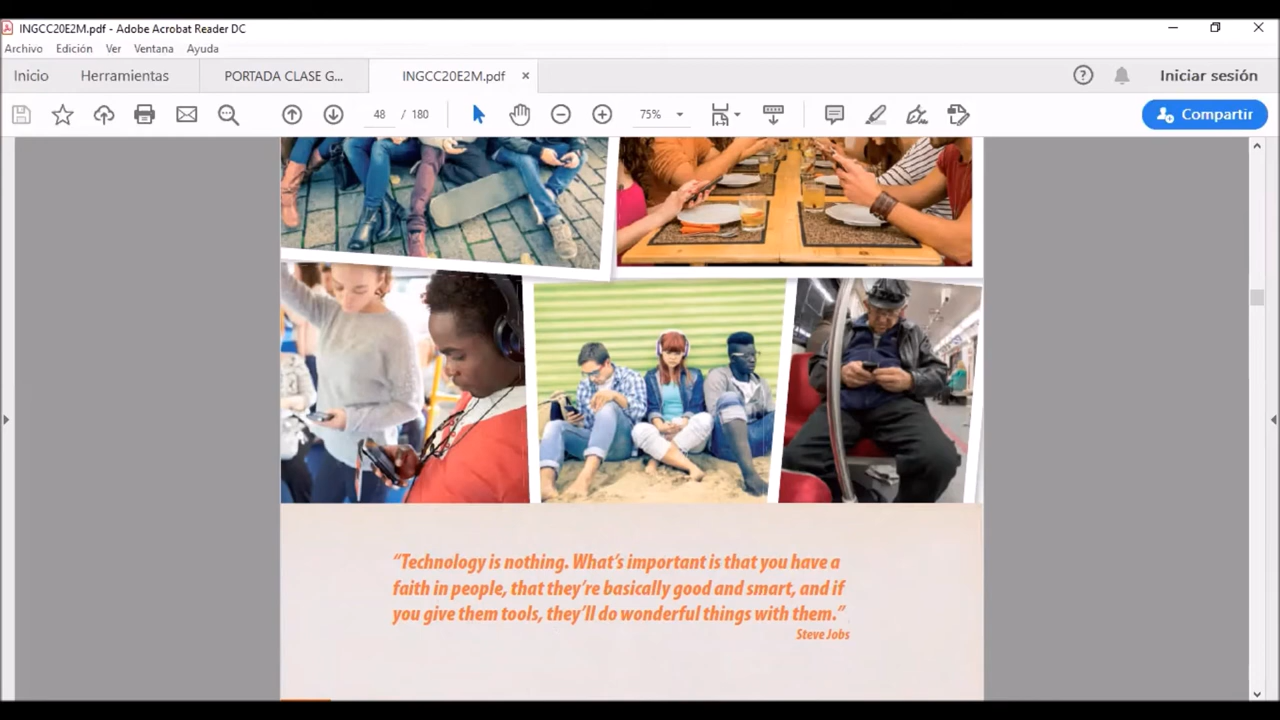 INGCC20E2M.pdf - Adobe Acrobat Reader DC
Archivo Edición Ver Ventana Ayuda
Inicio Herramientas PORTADA CLASE G... INGCC20E2M.pdf × Iniciar sesión
48 / 180 75% Compartir
“Technology is nothing. What’s important is that you have a
faith in people, that they’re basically good and smart, and if
you give them tools, they’ll do wonderful things with them.”
Steve Jobs